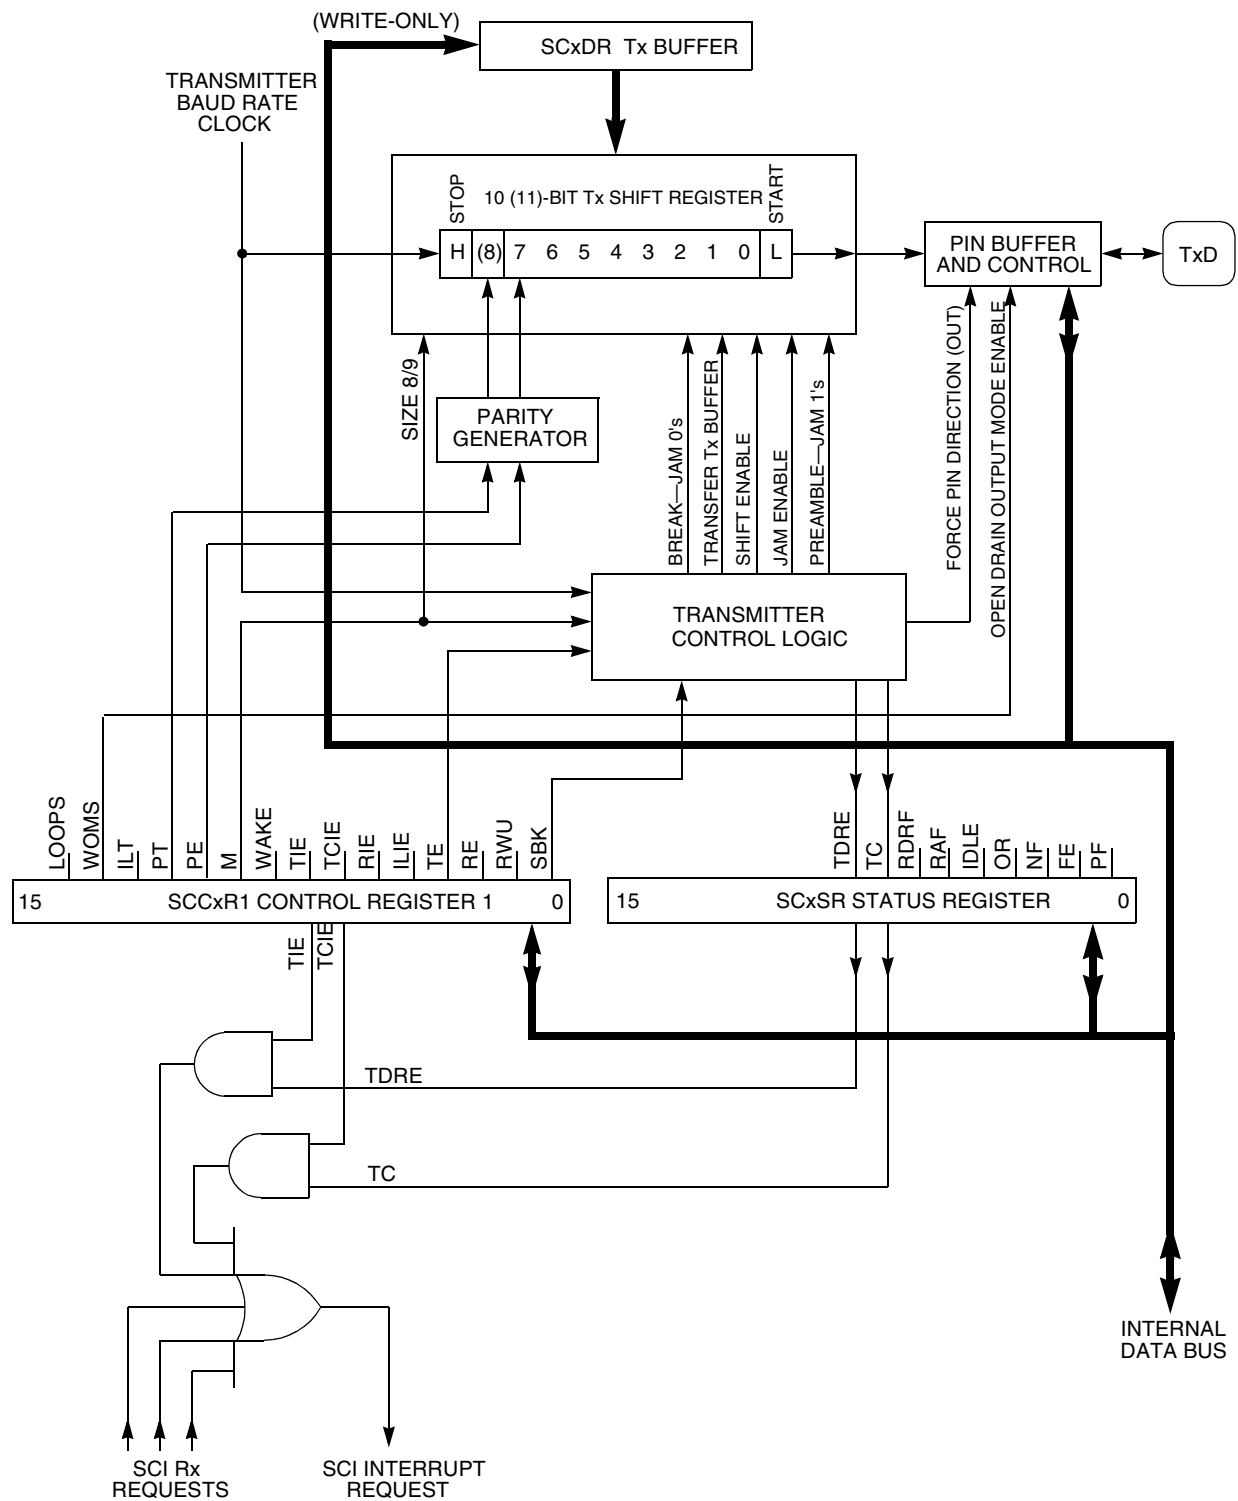 (WRITE-ONLY)
SCxDR Tx BUFFER
TRANSMITTER
BAUD RATE
CLOCK
STOP
10 (11)-BIT Tx SHIFT REGISTER
START
H (8) 7 6 5 4 3 2 1 0 L
PIN BUFFER
AND CONTROL
TxD
SIZE 8/9
PARITY
GENERATOR
BREAK—JAM 0's
TRANSFER Tx BUFFER
SHIFT ENABLE
JAM ENABLE
PREAMBLE—JAM 1's
FORCE PIN DIRECTION (OUT)
OPEN DRAIN OUTPUT MODE ENABLE
TRANSMITTER
CONTROL LOGIC
LOOPS
WOMS
ILT
PT
PE
M
WAKE
TIE
TCIE
RIE
ILIE
TE
RE
RWU
SBK
TDRE
TC
RDRF
RAF
IDLE
OR
NF
FE
PF
15 SCCxR1 CONTROL REGISTER 1 0
15 SCxSR STATUS REGISTER 0
TIE
TCIE
TDRE
TC
INTERNAL
DATA BUS
SCI Rx
REQUESTS
SCI INTERRUPT
REQUEST